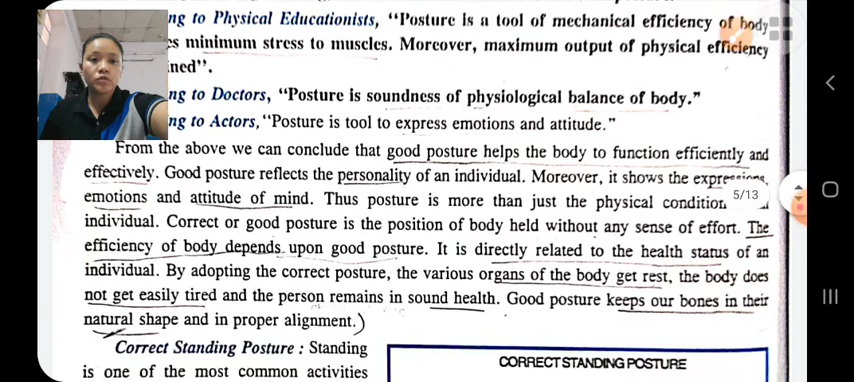 ng to Physical Educationists, “Posture is a tool of mechanical efficiency of body
es minimum stress to muscles. Moreover, maximum output of physical efficiency
ned”.
ng to Doctors, “Posture is soundness of physiological balance of body.”
ng to Actors, “Posture is tool to express emotions and attitude.”
From the above we can conclude that good posture helps the body to function efficiently and
effectively. Good posture reflects the personality of an individual. Moreover, it shows the expressions,
emotions and attitude of mind. Thus posture is more than just the physical condition
5/13
individual. Correct or good posture is the position of body held without any sense of effort. The
efficiency of body depends upon good posture. It is directly related to the health status of an
individual. By adopting the correct posture, the various organs of the body get rest, the body does
not get easily tired and the person remains in sound health. Good posture keeps our bones in their
natural shape and in proper alignment.)
Correct Standing Posture : Standing
is one of the most common activities
CORRECT STANDING POSTURE